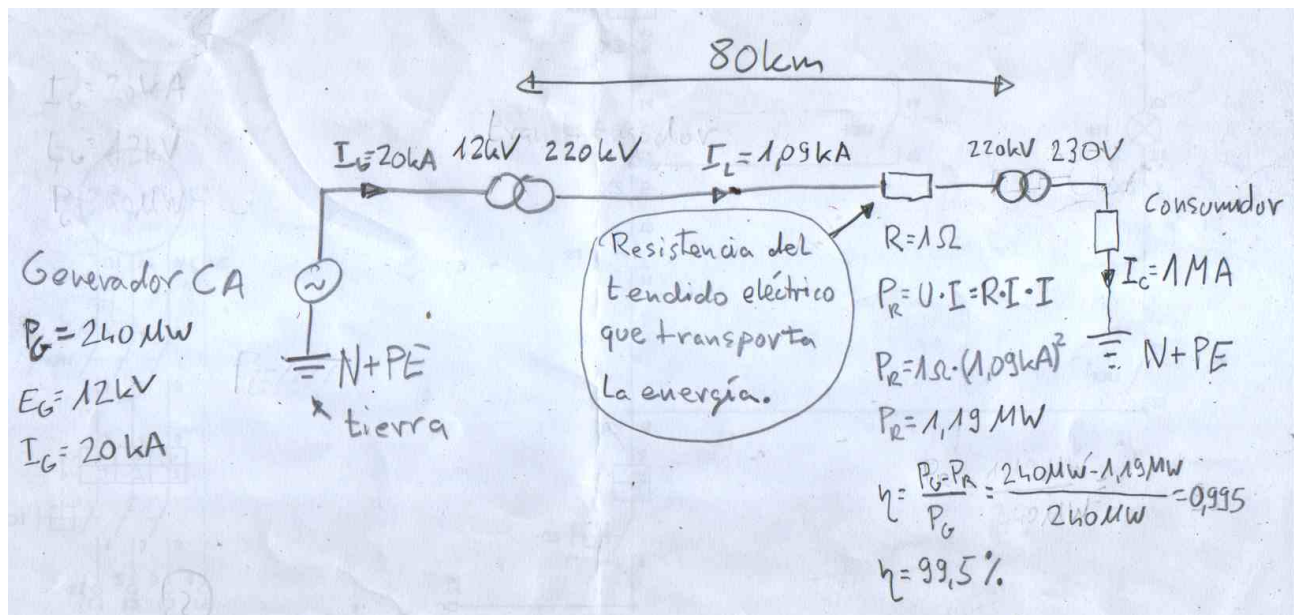 80km
I_G=20kA 12kV 220kV I_L=1,09kA 220kV 230V
Consumidor
Generador CA
P_G=240MW
E_G=12kV
I_G=20kA
N+PE
tierra
Resistencia del
tendido eléctrico
que transporta
La energía.
R=1Ω
P_R=U·I=R·I·I
P_R=1Ω·(1,09kA)²
P_R=1,19MW
η=(P_G-P_R)/P_G=(240MW-1,19MW)/240MW=0,995
η=99,5%
I_C=1MA
N+PE